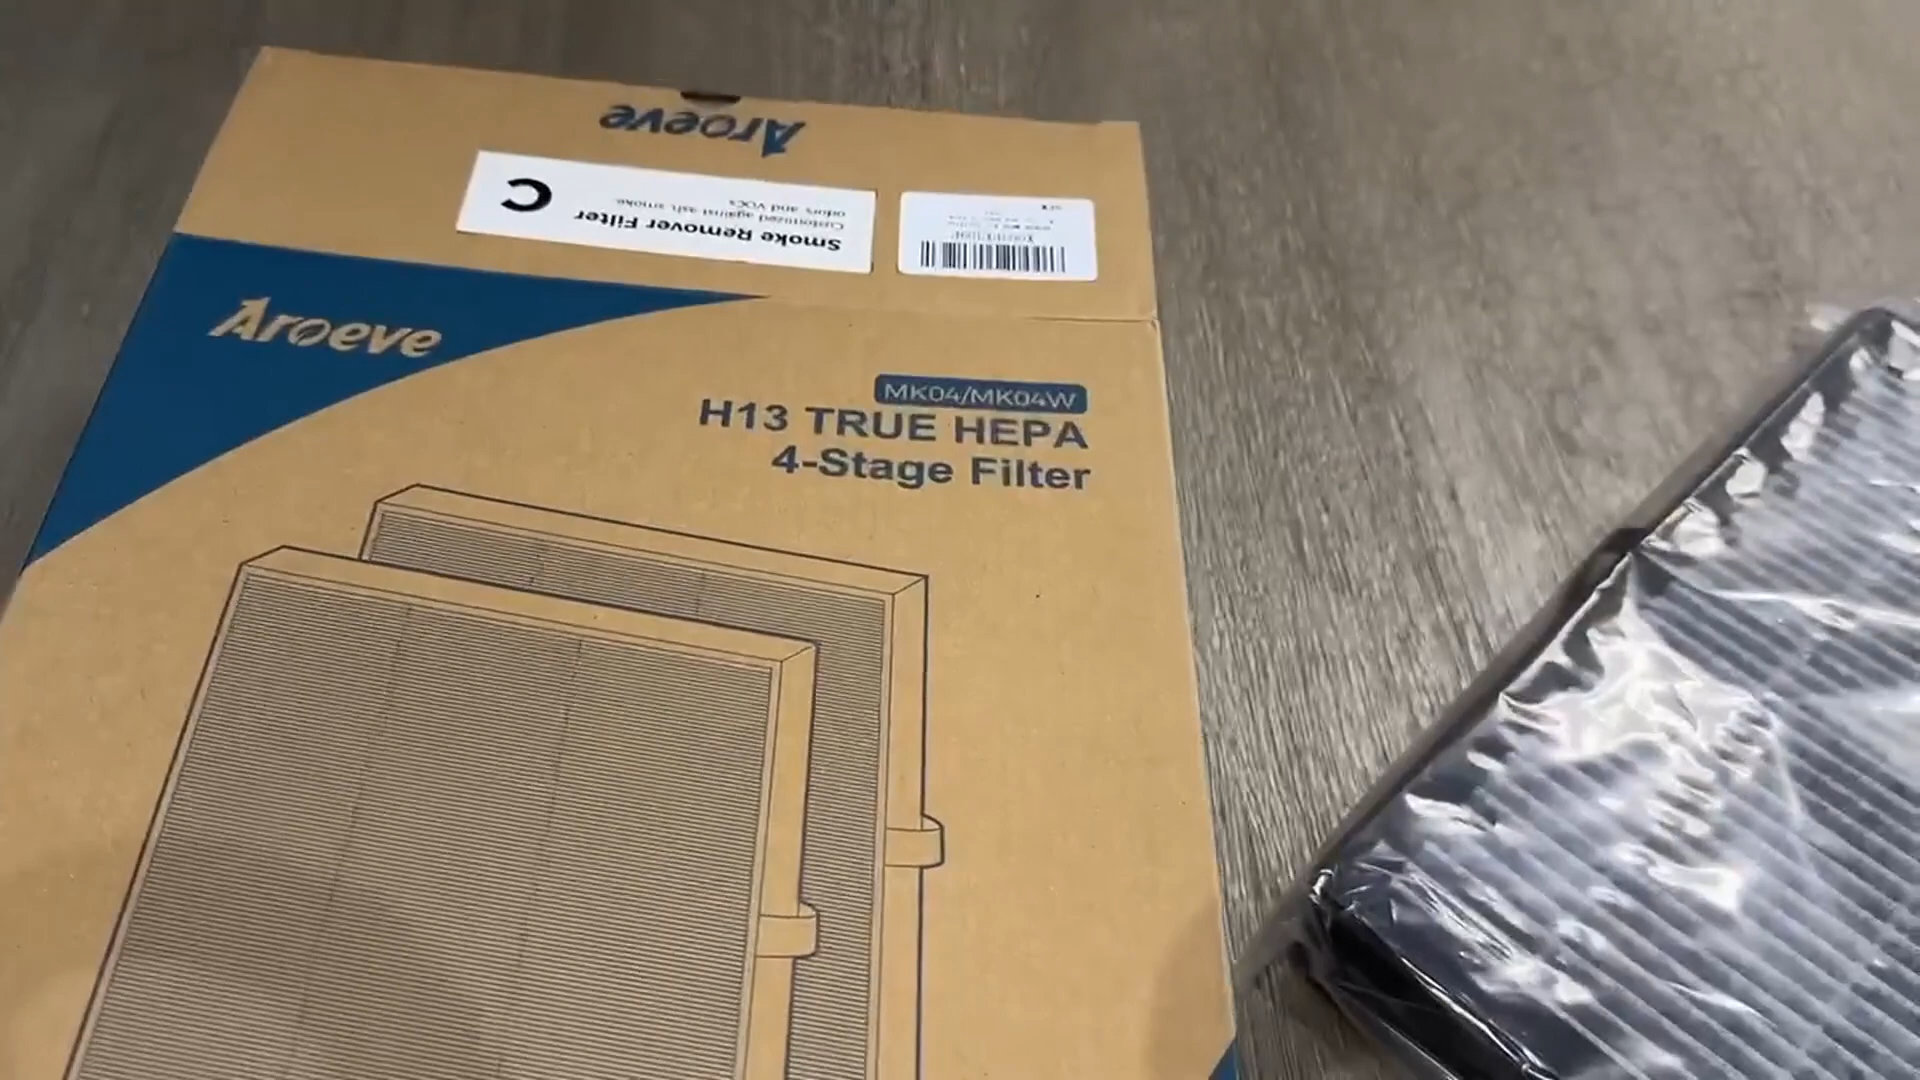 Aroeve
C
Smoke Remover Filter
Customized against ash, smoke,
odors and VOCs
Aroeve
MK04/MK04W
H13 TRUE HEPA
4-Stage Filter